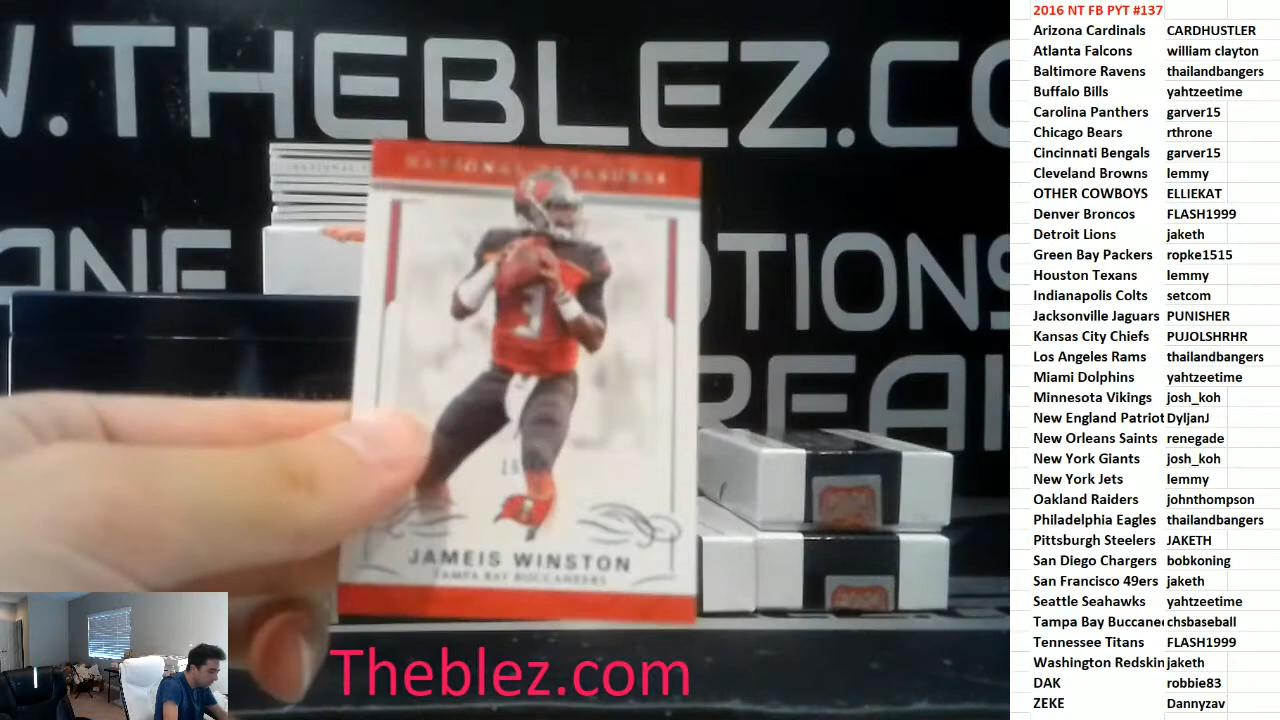 W.THEBLEZ.CO
NATIONAL TREASURES
ANE
OTIONS
REAI
3
JAMEIS WINSTON
TAMPA BAY BUCCANEERS
Theblez.com
2016 NT FB PYT #137
Arizona Cardinals CARDHUSTLER
Atlanta Falcons william clayton
Baltimore Ravens thailandbangers
Buffalo Bills yahtzeetime
Carolina Panthers garver15
Chicago Bears rthrone
Cincinnati Bengals garver15
Cleveland Browns lemmy
OTHER COWBOYS ELLIEKAT
Denver Broncos FLASH1999
Detroit Lions jaketh
Green Bay Packers ropke1515
Houston Texans lemmy
Indianapolis Colts setcom
Jacksonville Jaguars PUNISHER
Kansas City Chiefs PUJOLSHRHR
Los Angeles Rams thailandbangers
Miami Dolphins yahtzeetime
Minnesota Vikings josh_koh
New England Patriot DyljanJ
New Orleans Saints renegade
New York Giants josh_koh
New York Jets lemmy
Oakland Raiders johnthompson
Philadelphia Eagles thailandbangers
Pittsburgh Steelers JAKETH
San Diego Chargers bobkoning
San Francisco 49ers jaketh
Seattle Seahawks yahtzeetime
Tampa Bay Buccanee chsbaseball
Tennessee Titans FLASH1999
Washington Redskin jaketh
DAK robbie83
ZEKE Dannyzav